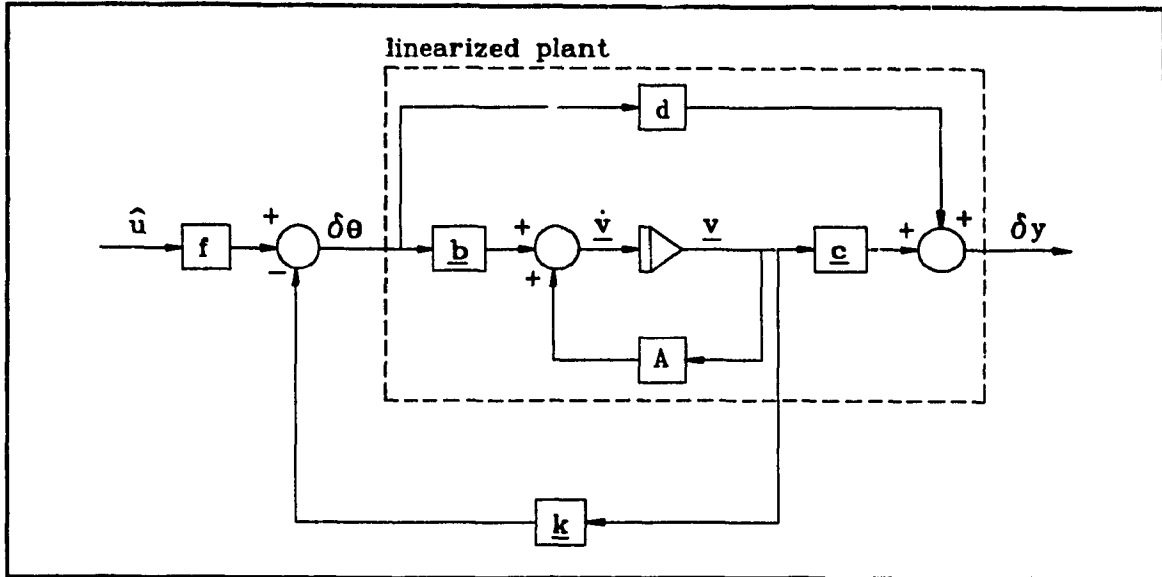 linearized plant
d
û
+
f
−
δθ
b
+
+
v̇
v
A
c
+
+
δy
k